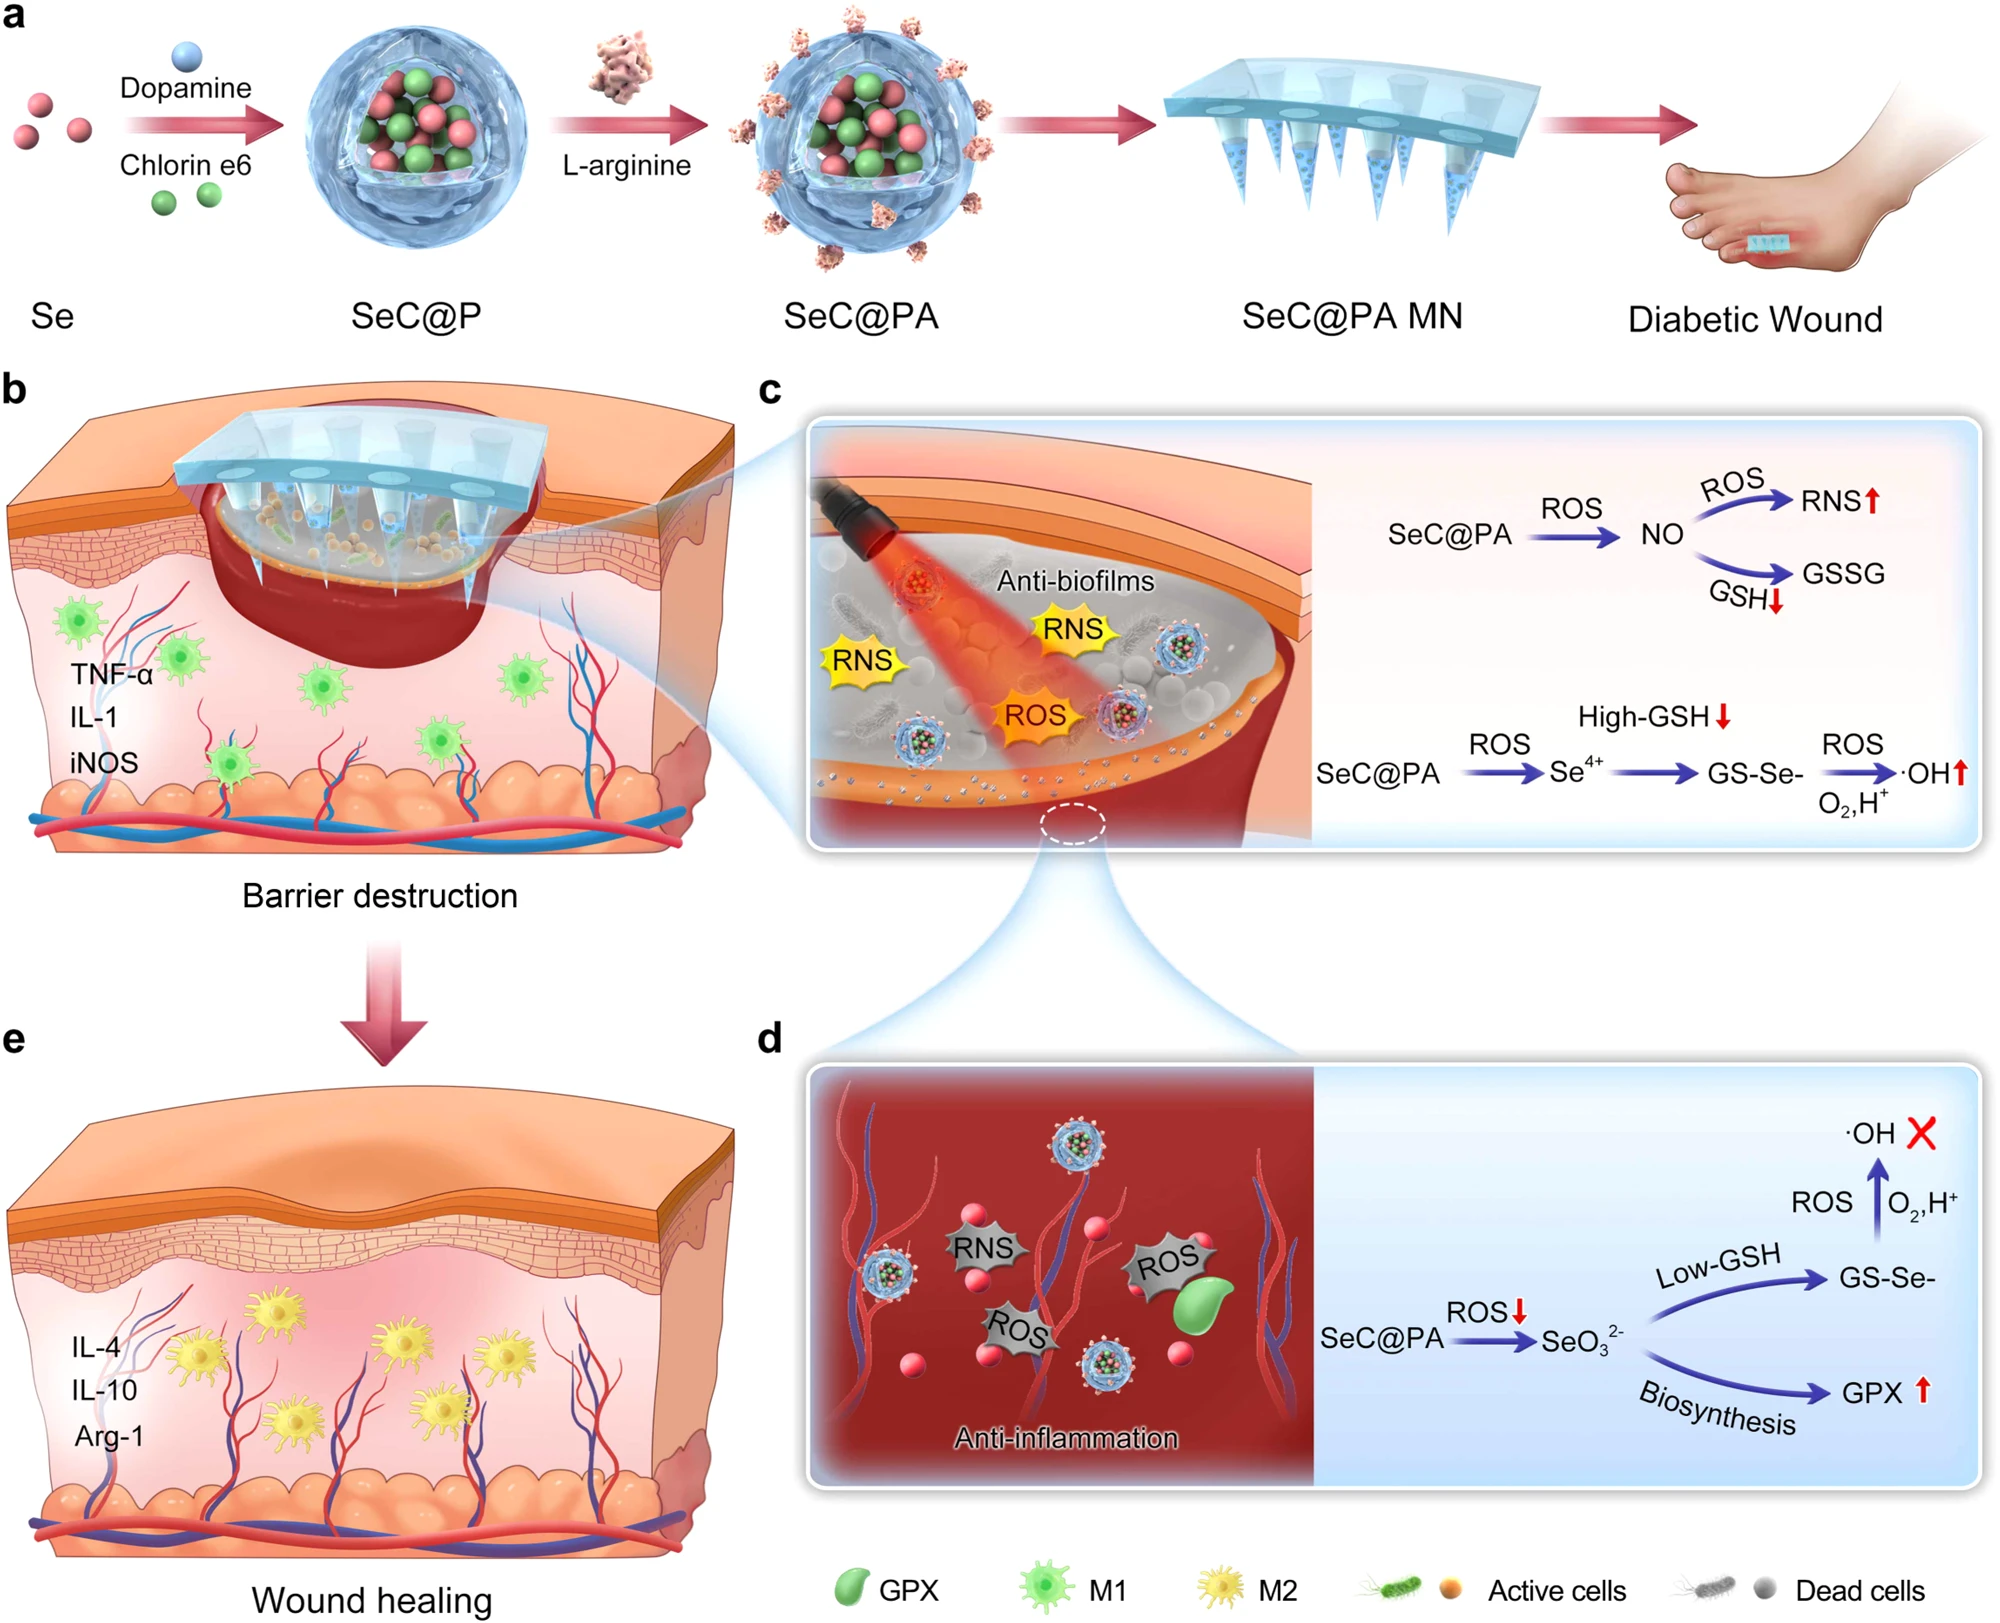 a
Dopamine
Chlorin e6
L-arginine
Se
SeC@P
SeC@PA
SeC@PA MN
Diabetic Wound
b
TNF-α
IL-1
iNOS
Barrier destruction
c
Anti-biofilms
RNS
RNS
ROS
SeC@PA
ROS
NO
ROS
RNS
GSH
GSSG
SeC@PA
ROS
Se⁴⁺
High-GSH
GS-Se-
ROS
O₂,H⁺
·OH
e
IL-4
IL-10
Arg-1
Wound healing
d
RNS
ROS
ROS
Anti-inflammation
SeC@PA
ROS
SeO₃²⁻
Low-GSH
GS-Se-
ROS
O₂,H⁺
·OH
Biosynthesis
GPX
GPX
M1
M2
Active cells
Dead cells